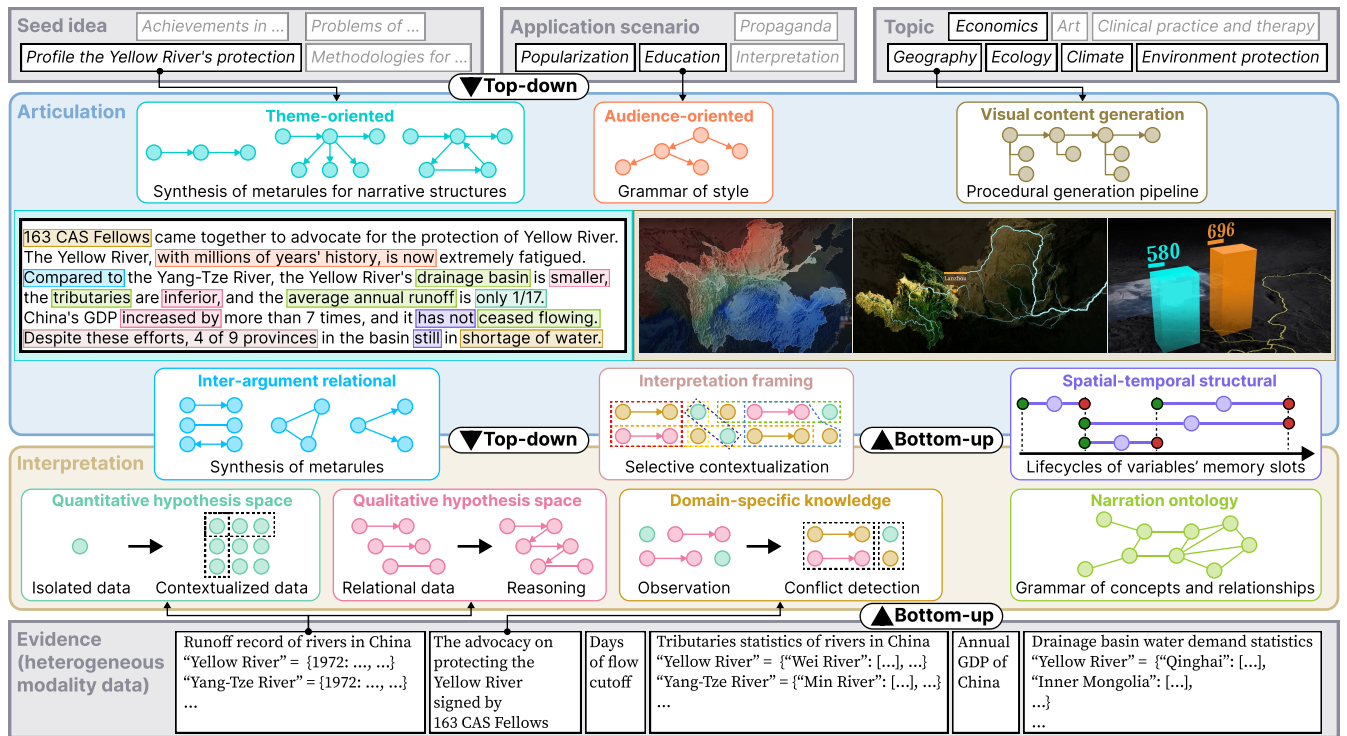 Seed idea
Achievements in ...
Problems of ...
Profile the Yellow River's protection
Methodologies for ...
Application scenario
Propaganda
Popularization
Education
Interpretation
Topic
Economics
Art
Clinical practice and therapy
Geography
Ecology
Climate
Environment protection
▼Top-down
Articulation
Theme-oriented
Synthesis of metarules for narrative structures
Audience-oriented
Grammar of style
Visual content generation
Procedural generation pipeline
163 CAS Fellows came together to advocate for the protection of Yellow River.
The Yellow River, with millions of years' history, is now extremely fatigued.
Compared to the Yang-Tze River, the Yellow River's drainage basin is smaller,
the tributaries are inferior, and the average annual runoff is only 1/17.
China's GDP increased by more than 7 times, and it has not ceased flowing.
Despite these efforts, 4 of 9 provinces in the basin still in shortage of water.
Lanzhou
580
696
Inter-argument relational
Synthesis of metarules
Interpretation framing
Selective contextualization
Spatial-temporal structural
Lifecycles of variables' memory slots
▼Top-down
▲Bottom-up
Interpretation
Quantitative hypothesis space
Isolated data
Contextualized data
Qualitative hypothesis space
Relational data
Reasoning
Domain-specific knowledge
Observation
Conflict detection
Narration ontology
Grammar of concepts and relationships
▲Bottom-up
Evidence
(heterogeneous
modality data)
Runoff record of rivers in China
“Yellow River” = {1972: ..., ...}
“Yang-Tze River” = {1972: ..., ...}
...
The advocacy on
protecting the
Yellow River
signed by
163 CAS Fellows
Days
of flow
cutoff
Tributaries statistics of rivers in China
“Yellow River” = {“Wei River”: [...], ...}
“Yang-Tze River” = {“Min River”: [...], ...}
...
Annual
GDP of
China
Drainage basin water demand statistics
“Yellow River” = {“Qinghai”: [...],
“Inner Mongolia”: [...],
...}
...